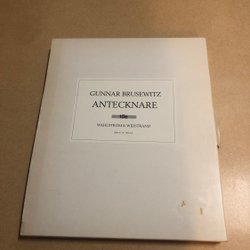 GUNNAR BRUSEWITZ
ANTECKNARE
WAHLSTRÖM & WIDSTRAND